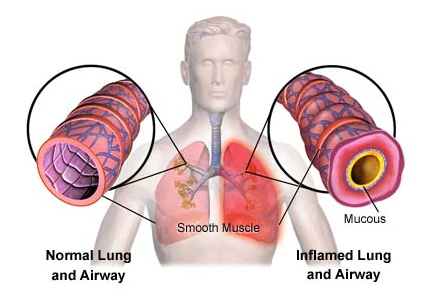 Smooth Muscle
Mucous
Normal Lung
and Airway
Inflamed Lung
and Airway